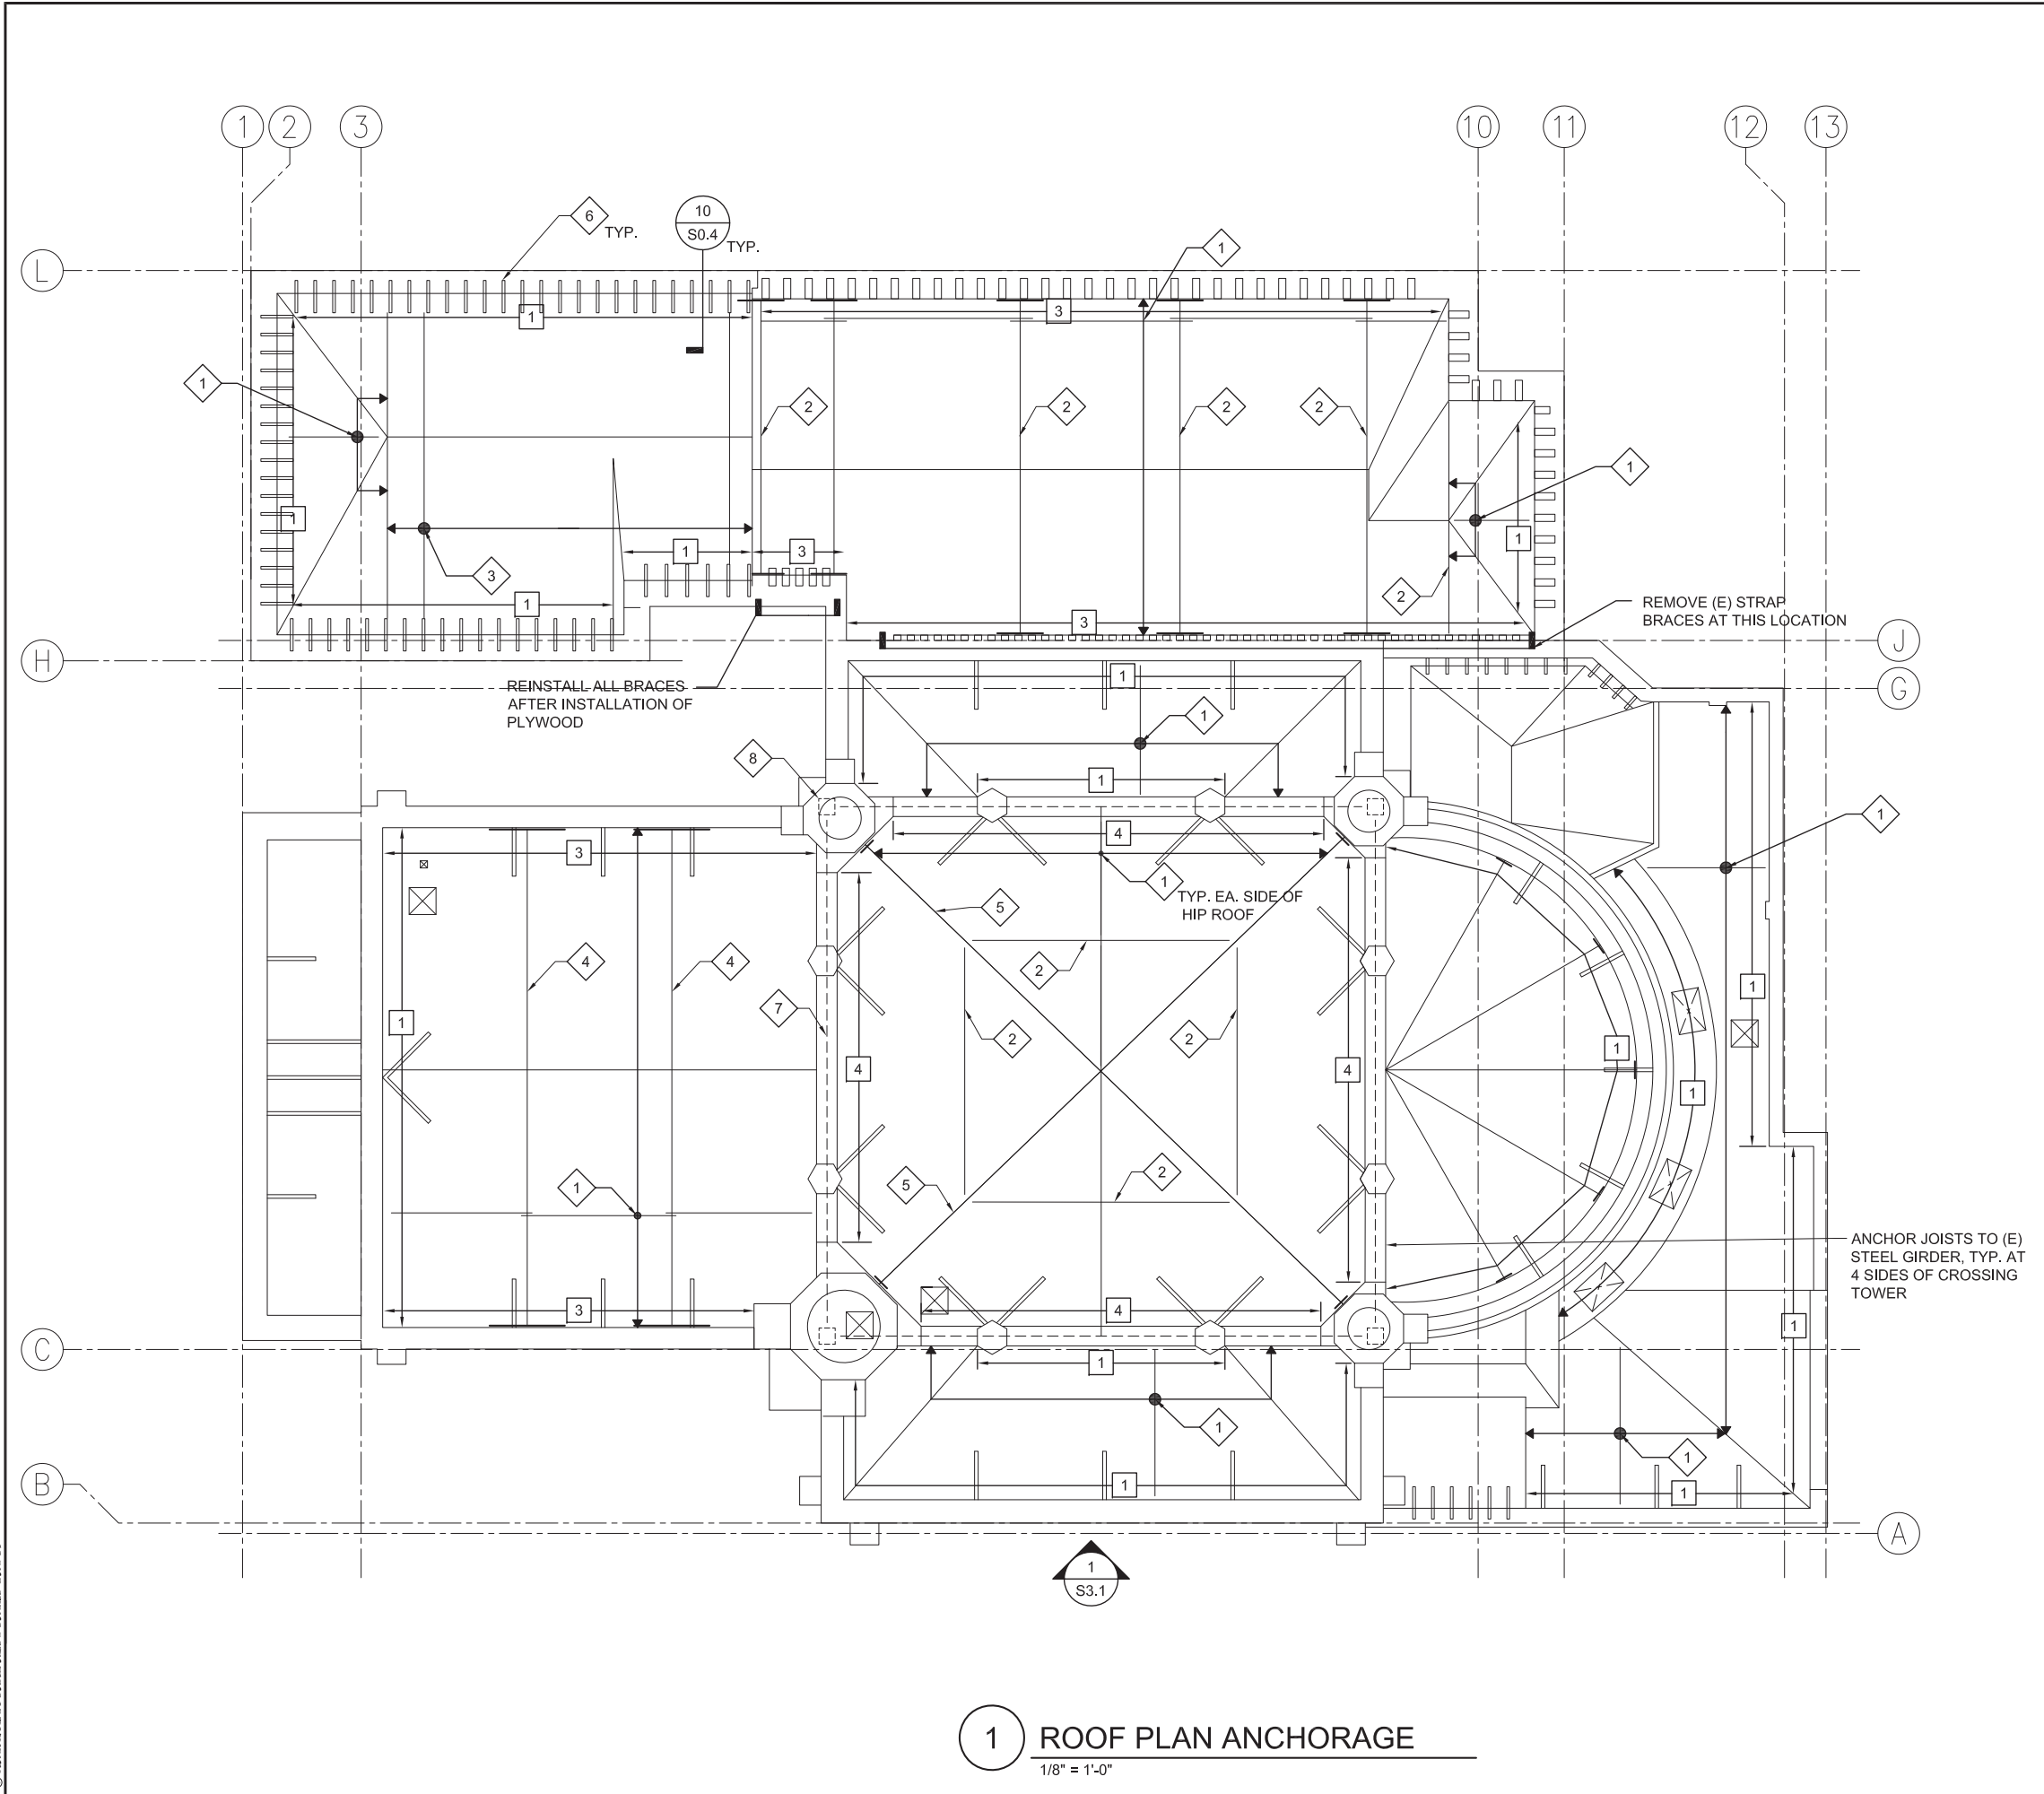 1 2 3 10 11 12 13
6 TYP.
10
S0.4 TYP.
1
L
1 3
1 2 2 2 2
1
1 1
1 3 3 2
1 3
REMOVE (E) STRAP
BRACES AT THIS LOCATION
H J
REINSTALL ALL BRACES
AFTER INSTALLATION OF
PLYWOOD
1 G
1
8 1
3 4 1
1
TYP. EA. SIDE OF
HIP ROOF
5
4 4 2
1 7 2 2 1 1
4 4 1
1 5 2
ANCHOR JOISTS TO (E)
STEEL GIRDER, TYP. AT
4 SIDES OF CROSSING
TOWER
3 4 1
C 1
1 1
B 1 1
A
1
S3.1
1 ROOF PLAN ANCHORAGE
1/8" = 1'-0"